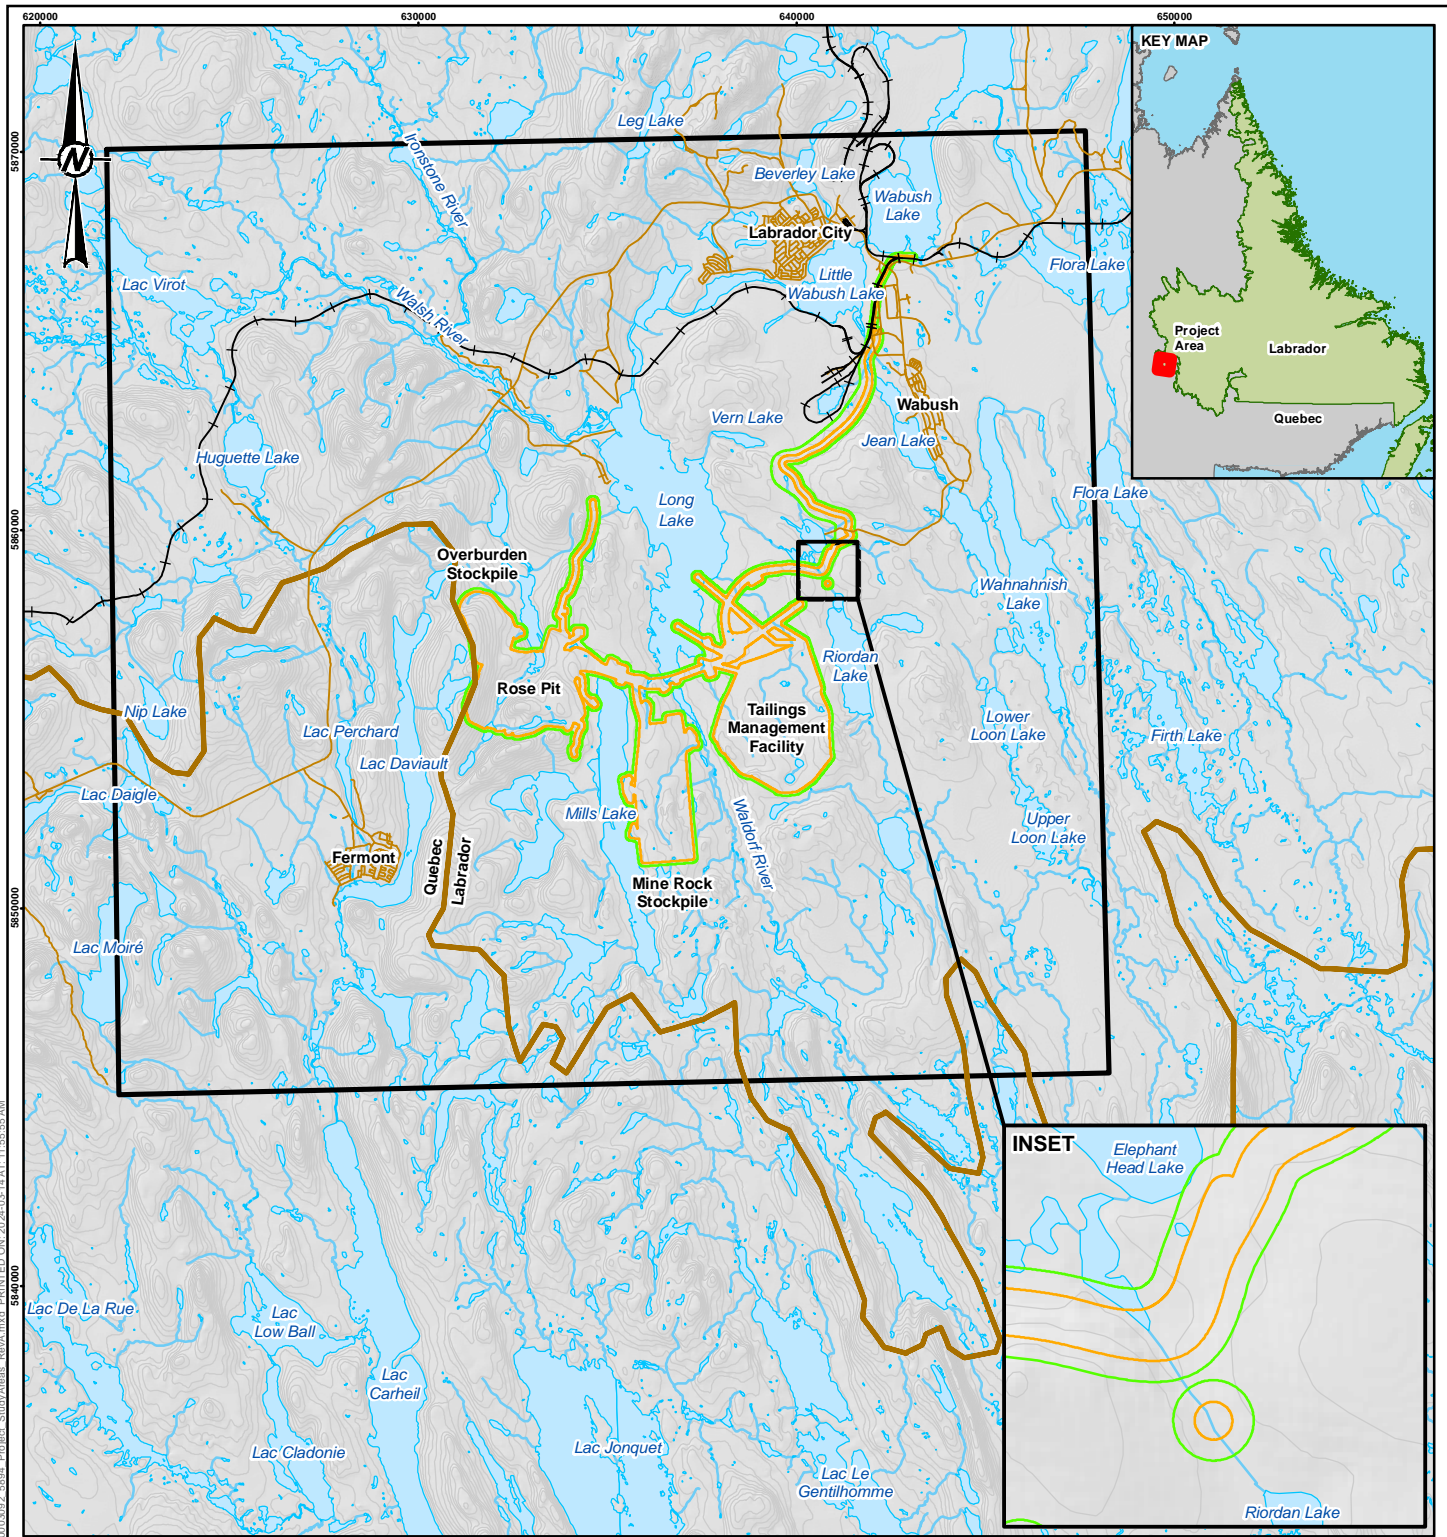 620000
630000
640000
650000
KEY MAP
Project
Area
Labrador
Quebec
N
5870000
5860000
5850000
5840000
Leg Lake
Ironstone River
Beverley Lake
Wabush
Lake
Labrador City
Flora Lake
Little
Wabush Lake
Lac Virot
Walsh River
Wabush
Vern Lake
Jean Lake
Huguette Lake
Long
Lake
Flora Lake
Overburden
Stockpile
Wahnahnish
Lake
Riordan
Lake
Rose Pit
Nip Lake
Lac Perchard
Tailings
Management
Facility
Lower
Loon Lake
Firth Lake
Lac Daviault
Lac Daigle
Mills Lake
Waldorf River
Upper
Loon Lake
Fermont
Quebec
Labrador
Mine Rock
Stockpile
Lac Moiré
INSET
Elephant
Head Lake
Riordan Lake
Lac De La Rue
Lac
Low Ball
Lac
Carheil
Lac Cladonie
Lac Jonquet
Lac Le
Gentilhomme